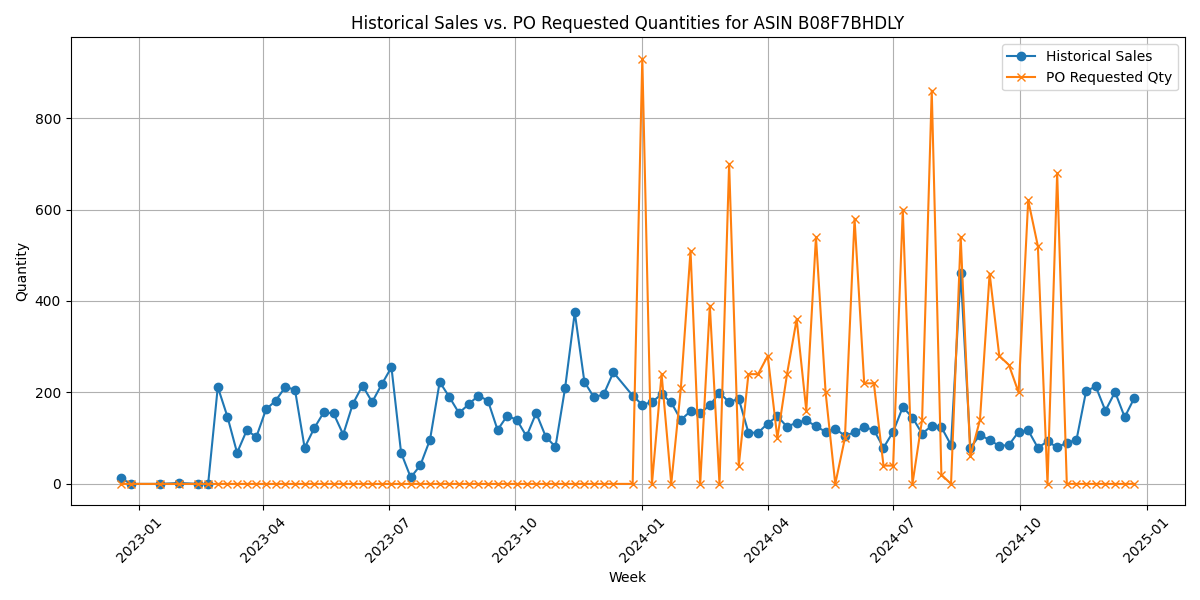 Historical Sales vs. PO Requested Quantities for ASIN B08F7BHDLY
Historical Sales
PO Requested Qty
Quantity
800
600
400
200
0
2023-01
2023-04
2023-07
2023-10
2024-01
2024-04
2024-07
2024-10
2025-01
Week